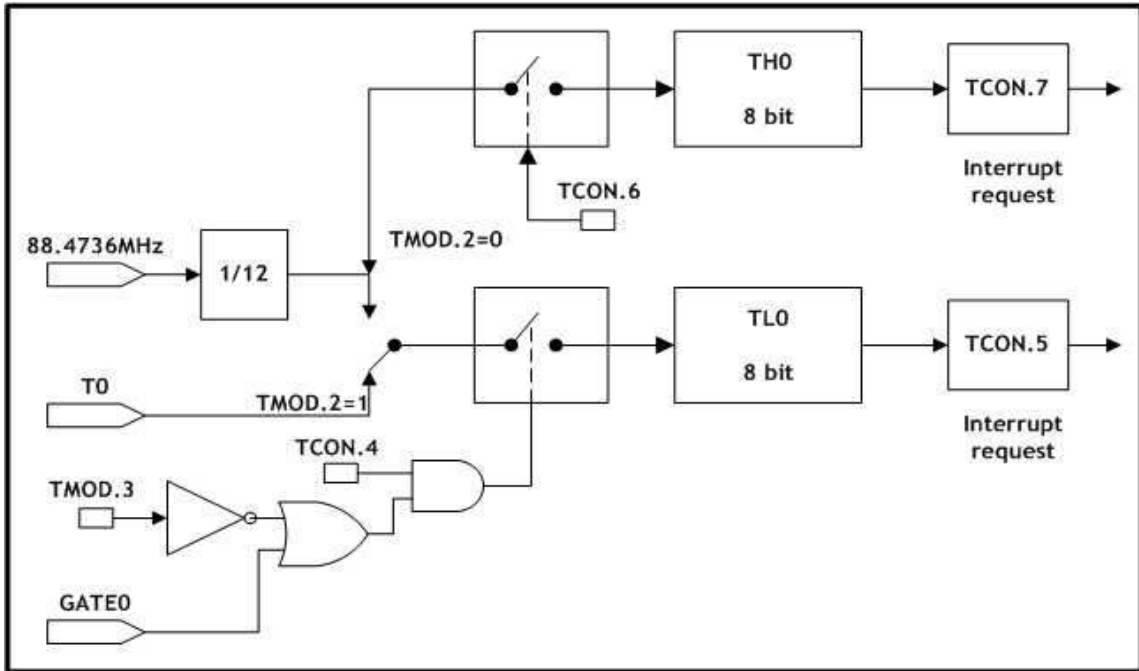 TH0
8 bit
TCON.7
Interrupt
request
TCON.6
TMOD.2=0
88.4736MHz
1/12
TL0
8 bit
TCON.5
Interrupt
request
T0
TMOD.2=1
TCON.4
TMOD.3
GATE0